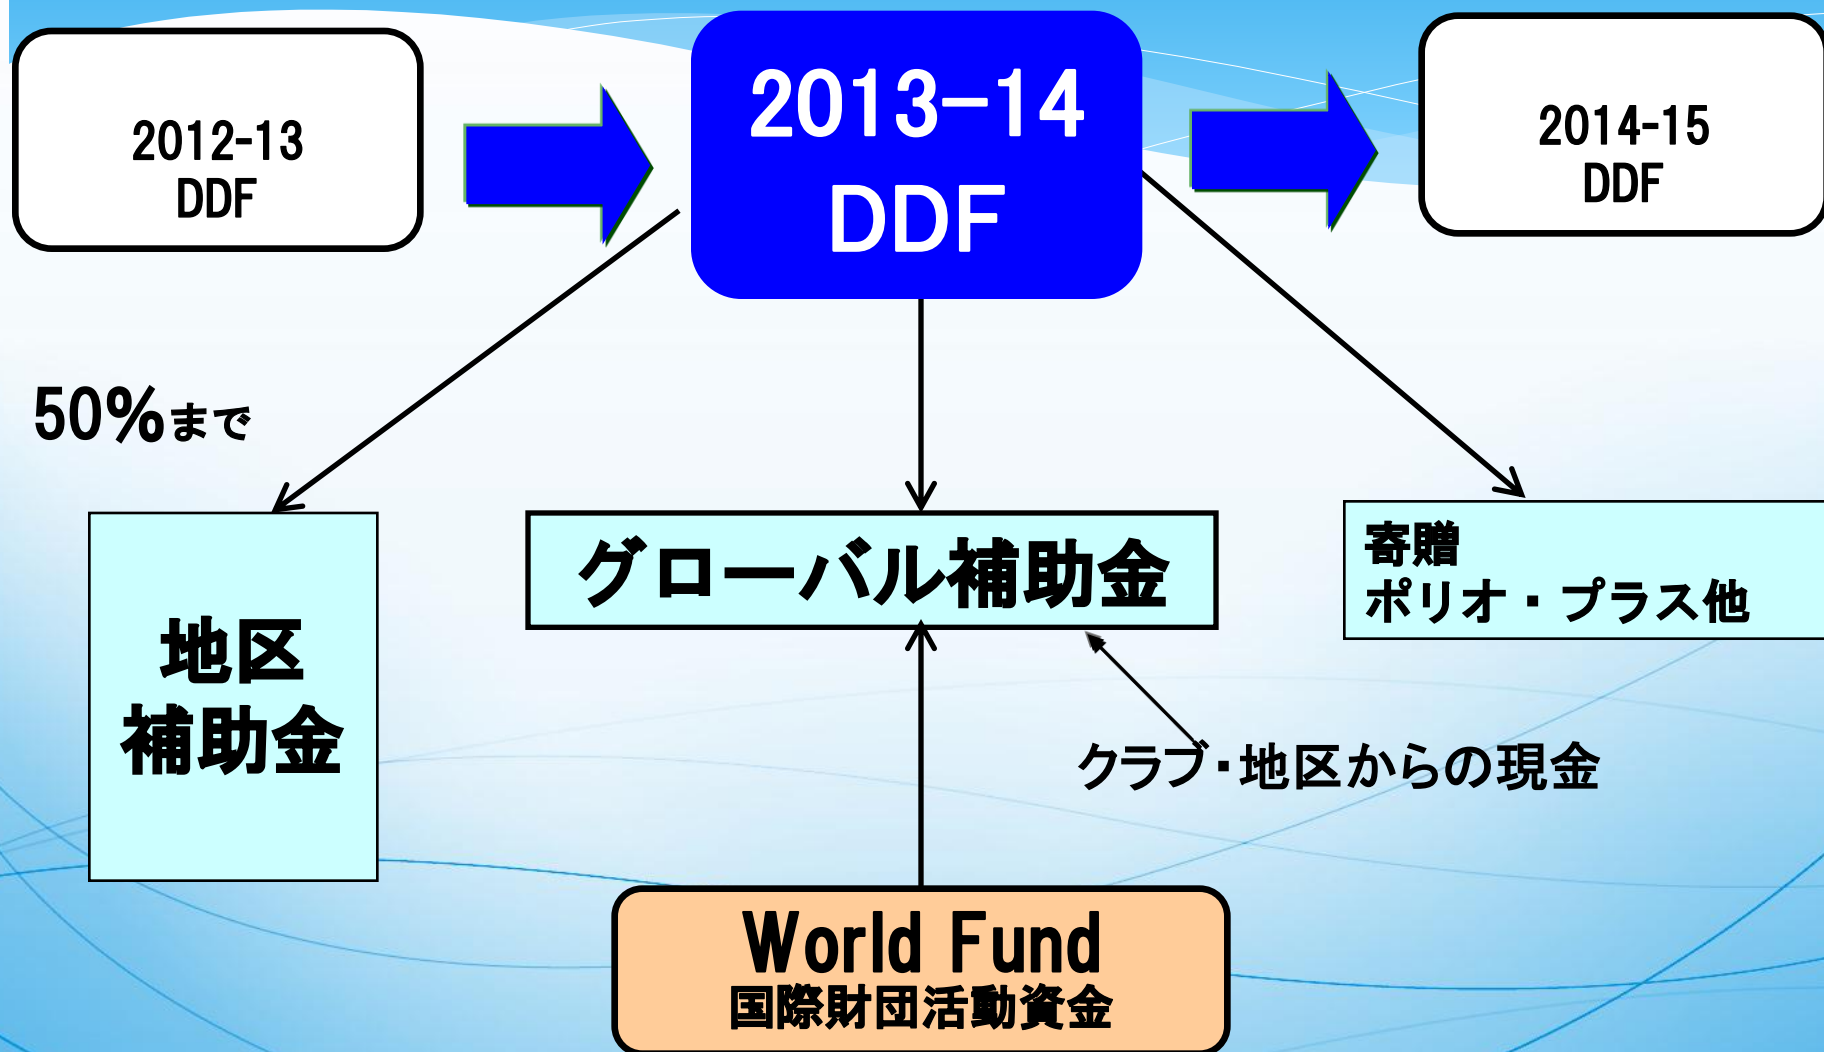 2012-13
DDF
2013-14
DDF
2014-15
DDF
50%まで
地区
補助金
グローバル補助金
寄贈
ポリオ・プラス他
クラブ・地区からの現金
World Fund
国際財団活動資金